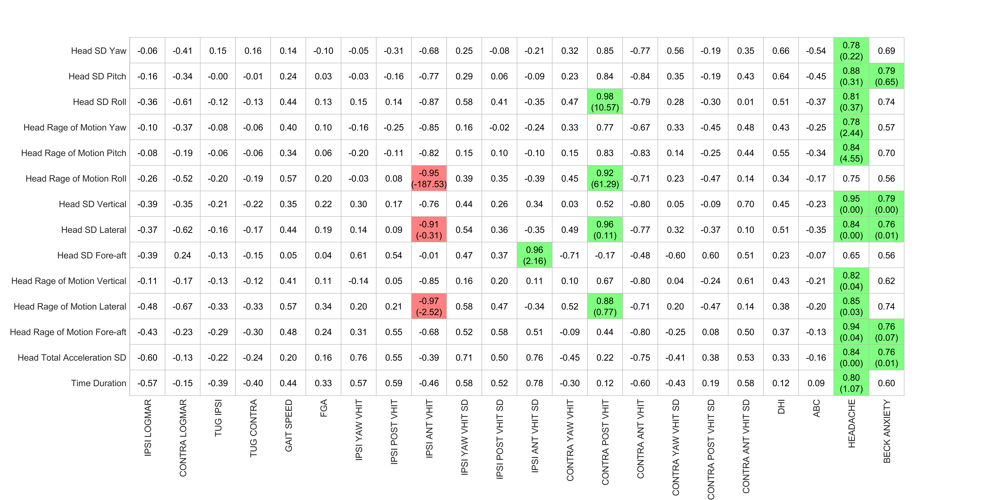 Head SD Yaw -0.06 -0.41 0.15 0.16 0.14 -0.10 -0.05 -0.31 -0.68 0.25 -0.08 -0.21 0.32 0.85 -0.77 0.56 -0.19 0.35 0.66 -0.54 0.78 (0.22) 0.69
Head SD Pitch -0.16 -0.34 -0.00 -0.01 0.24 0.03 -0.03 -0.16 -0.77 0.29 0.06 -0.09 0.23 0.84 -0.84 0.35 -0.19 0.43 0.64 -0.45 0.88 (0.31) 0.79 (0.65)
Head SD Roll -0.36 -0.61 -0.12 -0.13 0.44 0.13 0.15 0.14 -0.87 0.58 0.41 -0.35 0.47 0.98 (10.57) -0.79 0.28 -0.30 0.01 0.51 -0.37 0.81 (0.37) 0.74
Head Rage of Motion Yaw -0.10 -0.37 -0.08 -0.06 0.40 0.10 -0.16 -0.25 -0.85 0.16 -0.02 -0.24 0.33 0.77 -0.67 0.33 -0.45 0.48 0.43 -0.25 0.78 (2.44) 0.57
Head Rage of Motion Pitch -0.08 -0.19 -0.06 -0.06 0.34 0.06 -0.20 -0.11 -0.82 0.15 0.10 -0.10 0.15 0.83 -0.83 0.14 -0.25 0.44 0.55 -0.34 0.84 (4.55) 0.70
Head Rage of Motion Roll -0.26 -0.52 -0.20 -0.19 0.57 0.20 -0.03 0.08 -0.95 (-187.53) 0.39 0.35 -0.39 0.45 0.92 (61.29) -0.71 0.23 -0.47 0.14 0.34 -0.17 0.75 0.56
Head SD Vertical -0.39 -0.35 -0.21 -0.22 0.35 0.22 0.30 0.17 -0.76 0.44 0.26 0.34 0.03 0.52 -0.80 0.05 -0.09 0.70 0.45 -0.23 0.95 (0.00) 0.79 (0.00)
Head SD Lateral -0.37 -0.62 -0.16 -0.17 0.44 0.19 0.14 0.09 -0.91 (-0.31) 0.54 0.36 -0.35 0.49 0.96 (0.11) -0.77 0.32 -0.37 0.10 0.51 -0.35 0.84 (0.00) 0.76 (0.01)
Head SD Fore-aft -0.39 0.24 -0.13 -0.15 0.05 0.04 0.61 0.54 -0.01 0.47 0.37 0.96 (2.16) -0.71 -0.17 -0.48 -0.60 0.60 0.51 0.23 -0.07 0.65 0.56
Head Rage of Motion Vertical -0.11 -0.17 -0.13 -0.12 0.41 0.11 -0.14 0.05 -0.85 0.16 0.20 0.11 0.10 0.67 -0.80 0.04 -0.24 0.61 0.43 -0.21 0.82 (0.04) 0.62
Head Rage of Motion Lateral -0.48 -0.67 -0.33 -0.33 0.57 0.34 0.20 0.21 -0.97 (-2.52) 0.58 0.47 -0.34 0.52 0.88 (0.77) -0.71 0.20 -0.47 0.14 0.38 -0.20 0.85 (0.03) 0.74
Head Rage of Motion Fore-aft -0.43 -0.23 -0.29 -0.30 0.48 0.24 0.31 0.55 -0.68 0.52 0.58 0.51 -0.09 0.44 -0.80 -0.25 0.08 0.50 0.37 -0.13 0.94 (0.04) 0.76 (0.07)
Head Total Acceleration SD -0.60 -0.13 -0.22 -0.24 0.20 0.16 0.76 0.55 -0.39 0.71 0.50 0.76 -0.45 0.22 -0.75 -0.41 0.38 0.53 0.33 -0.16 0.84 (0.00) 0.76 (0.01)
Time Duration -0.57 -0.15 -0.39 -0.40 0.44 0.33 0.57 0.59 -0.46 0.58 0.52 0.78 -0.30 0.12 -0.60 -0.43 0.19 0.58 0.12 0.09 0.80 (1.07) 0.60
IPSI LOGMAR
CONTRA LOGMAR
TUG IPSI
TUG CONTRA
GAIT SPEED
FGA
IPSI YAW VHIT
IPSI POST VHIT
IPSI ANT VHIT
IPSI YAW VHIT SD
IPSI POST VHIT SD
IPSI ANT VHIT SD
CONTRA YAW VHIT
CONTRA POST VHIT
CONTRA ANT VHIT
CONTRA YAW VHIT SD
CONTRA POST VHIT SD
CONTRA ANT VHIT SD
DHI
ABC
HEADACHE
BECK ANXIETY